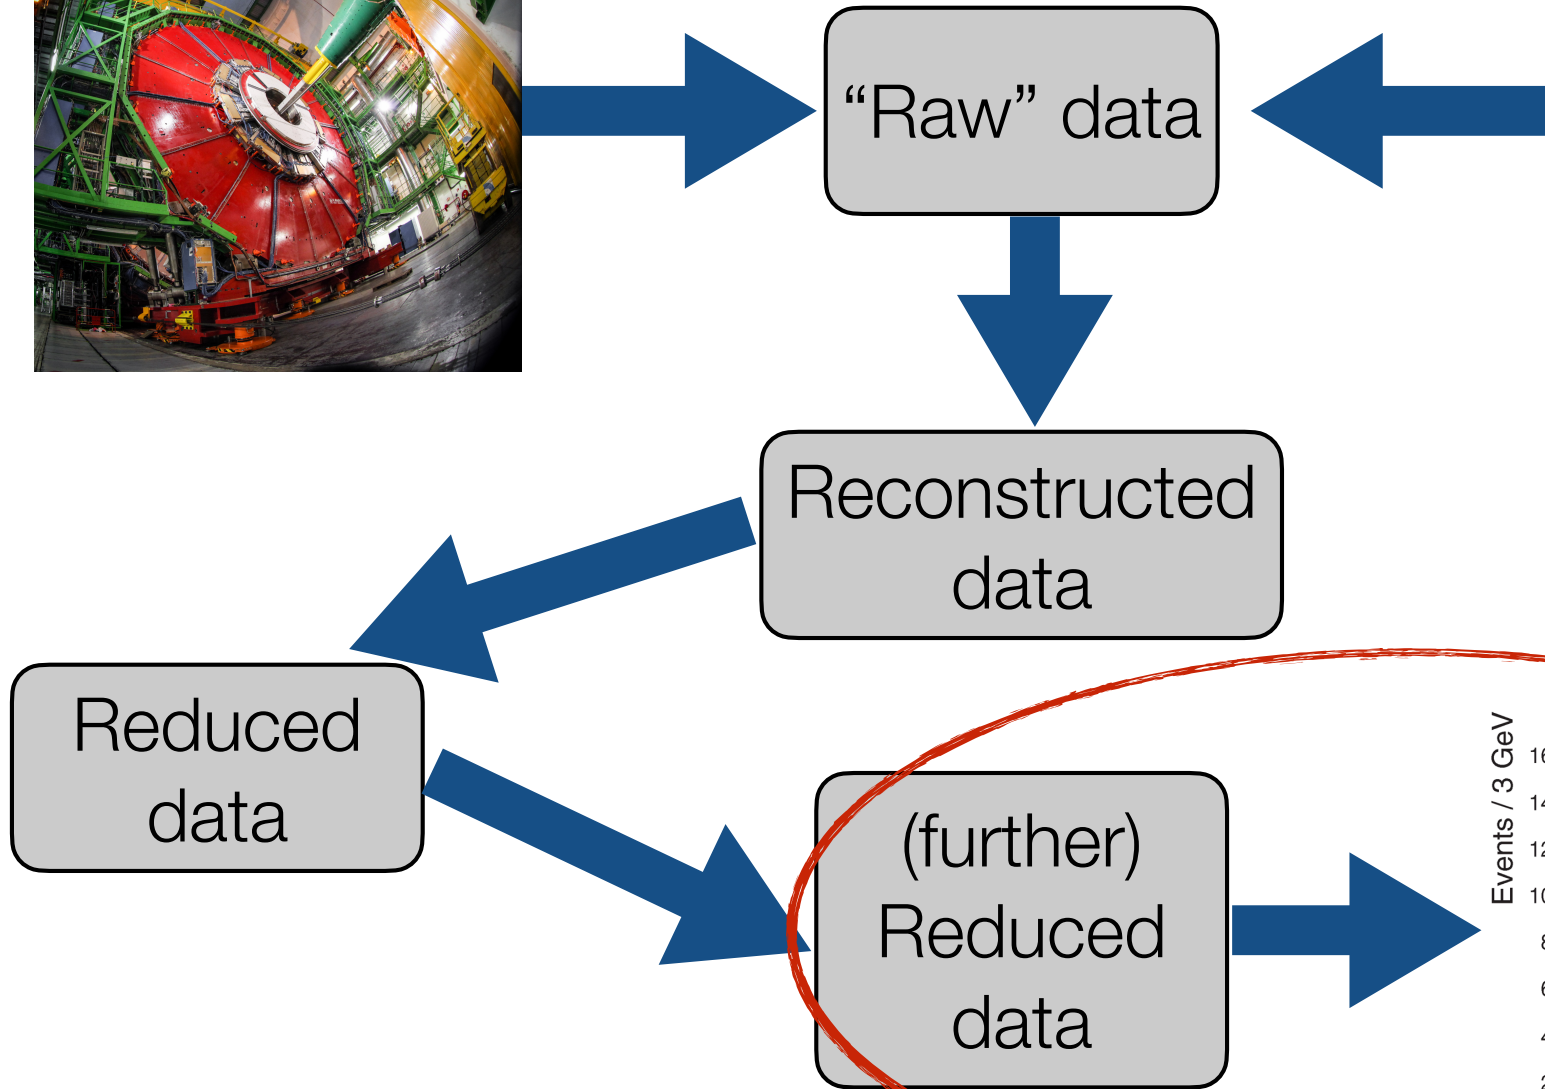 “Raw” data
Reconstructed
data
Reduced
data
(further)
Reduced
data
Events / 3 GeV